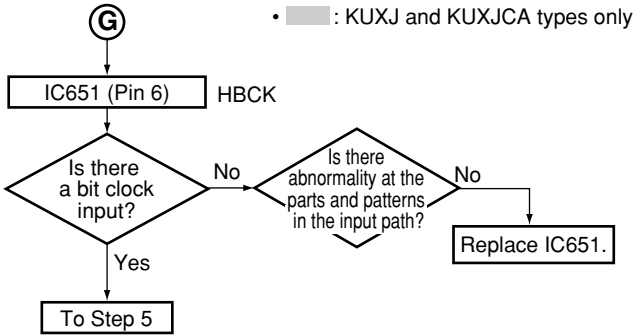 G
• : KUXJ and KUXJCA types only
IC651 (Pin 6)
HBCK
Is there
a bit clock
input?
No
Is there
abnormality at the
parts and patterns
in the input path?
No
Replace IC651.
Yes
To Step 5